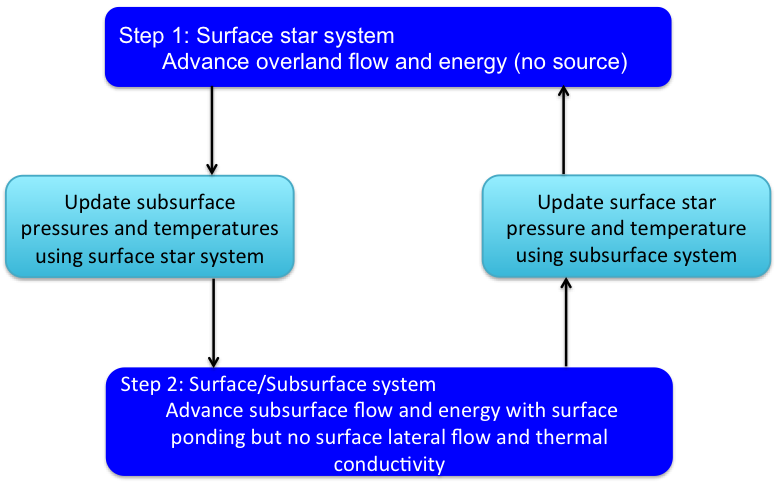 Step 1: Surface star system
Advance overland flow and energy (no source)
Update subsurface
pressures and temperatures
using surface star system
Update surface star
pressure and temperature
using subsurface system
Step 2: Surface/Subsurface system
Advance subsurface flow and energy with surface
ponding but no surface lateral flow and thermal
conductivity